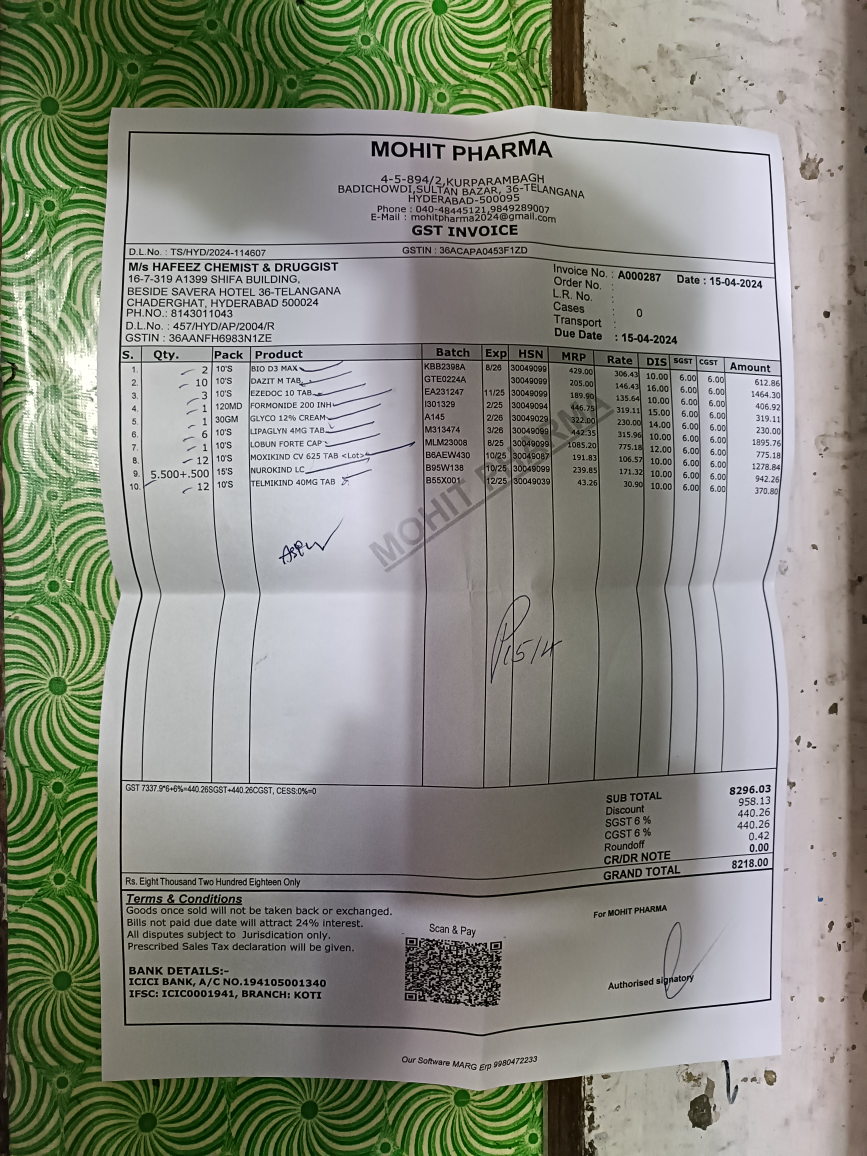 MOHIT PHARMA
4-5-894/2,KURPARAMBAGH
BADICHOWDI,SULTAN BAZAR, 36-TELANGANA
HYDERABAD-500095
Phone : 040-48445121,9849289007
E-Mail : mohitpharma2024@gmail.com
GST INVOICE
D.L.No. : TS/HYD/2024-114607 GSTIN : 36ACAPA0453F1ZD
M/s HAFEEZ CHEMIST & DRUGGIST
16-7-319 A1399 SHIFA BUILDING,
BESIDE SAVERA HOTEL 36-TELANGANA
CHADERGHAT, HYDERABAD 500024
PH.NO.: 8143011043
D.L.No. : 457/HYD/AP/2004/R
GSTIN : 36AANFH6983N1ZE
Invoice No. : A000287 Date : 15-04-2024
Order No. :
L.R. No. :
Cases : 0
Transport :
Due Date : 15-04-2024
S. Qty. Pack Product Batch Exp HSN MRP Rate DIS SGST CGST Amount
1. 2 10'S BIO D3 MAX KBB2398A 8/26 30049099 429.00 306.43 10.00 6.00 6.00 612.86
2. 10 10'S DAZIT M TAB GTE0224A 30049099 205.00 146.43 16.00 6.00 6.00 1464.30
3. 3 10'S EZEDOC 10 TAB EA231247 11/25 30049099 189.90 135.64 10.00 6.00 6.00 406.92
4. 1 120MD FORMONIDE 200 INH I301329 2/25 30049094 446.75 319.11 15.00 6.00 6.00 319.11
5. 1 30GM GLYCO 12% CREAM A145 2/26 30049029 322.00 230.00 14.00 6.00 6.00 230.00
6. 6 10'S LIPAGLYN 4MG TAB M313474 3/26 30049099 442.35 315.96 10.00 6.00 6.00 1895.76
7. 1 10'S LOBUN FORTE CAP MLM23008 8/25 30049099 1085.20 775.18 12.00 6.00 6.00 775.18
8. 12 10'S MOXIKIND CV 625 TAB <Lot> B6AEW430 10/25 30049087 191.83 106.57 10.00 6.00 6.00 1278.84
9. 5.500+.500 15'S NUROKIND LC B95W138 10/25 30049099 239.85 171.32 10.00 6.00 6.00 942.26
10. 12 10'S TELMIKIND 40MG TAB B55X001 12/25 30049039 43.26 30.90 10.00 6.00 6.00 370.80
MOHIT PHARMA
15/4
GST 7337.9*6+6%=440.26SGST+440.26CGST, CESS:0%=0
SUB TOTAL 8296.03
Discount 958.13
SGST 6 % 440.26
CGST 6 % 440.26
Roundoff 0.42
CR/DR NOTE 0.00
GRAND TOTAL 8218.00
Rs. Eight Thousand Two Hundred Eighteen Only
Terms & Conditions
Goods once sold will not be taken back or exchanged.
Bills not paid due date will attract 24% interest.
All disputes subject to Jurisdication only.
Prescribed Sales Tax declaration will be given.
BANK DETAILS:-
ICICI BANK, A/C NO.194105001340
IFSC: ICIC0001941, BRANCH: KOTI
Scan & Pay
For MOHIT PHARMA
Authorised signatory
Our Software MARG Erp 9980472233